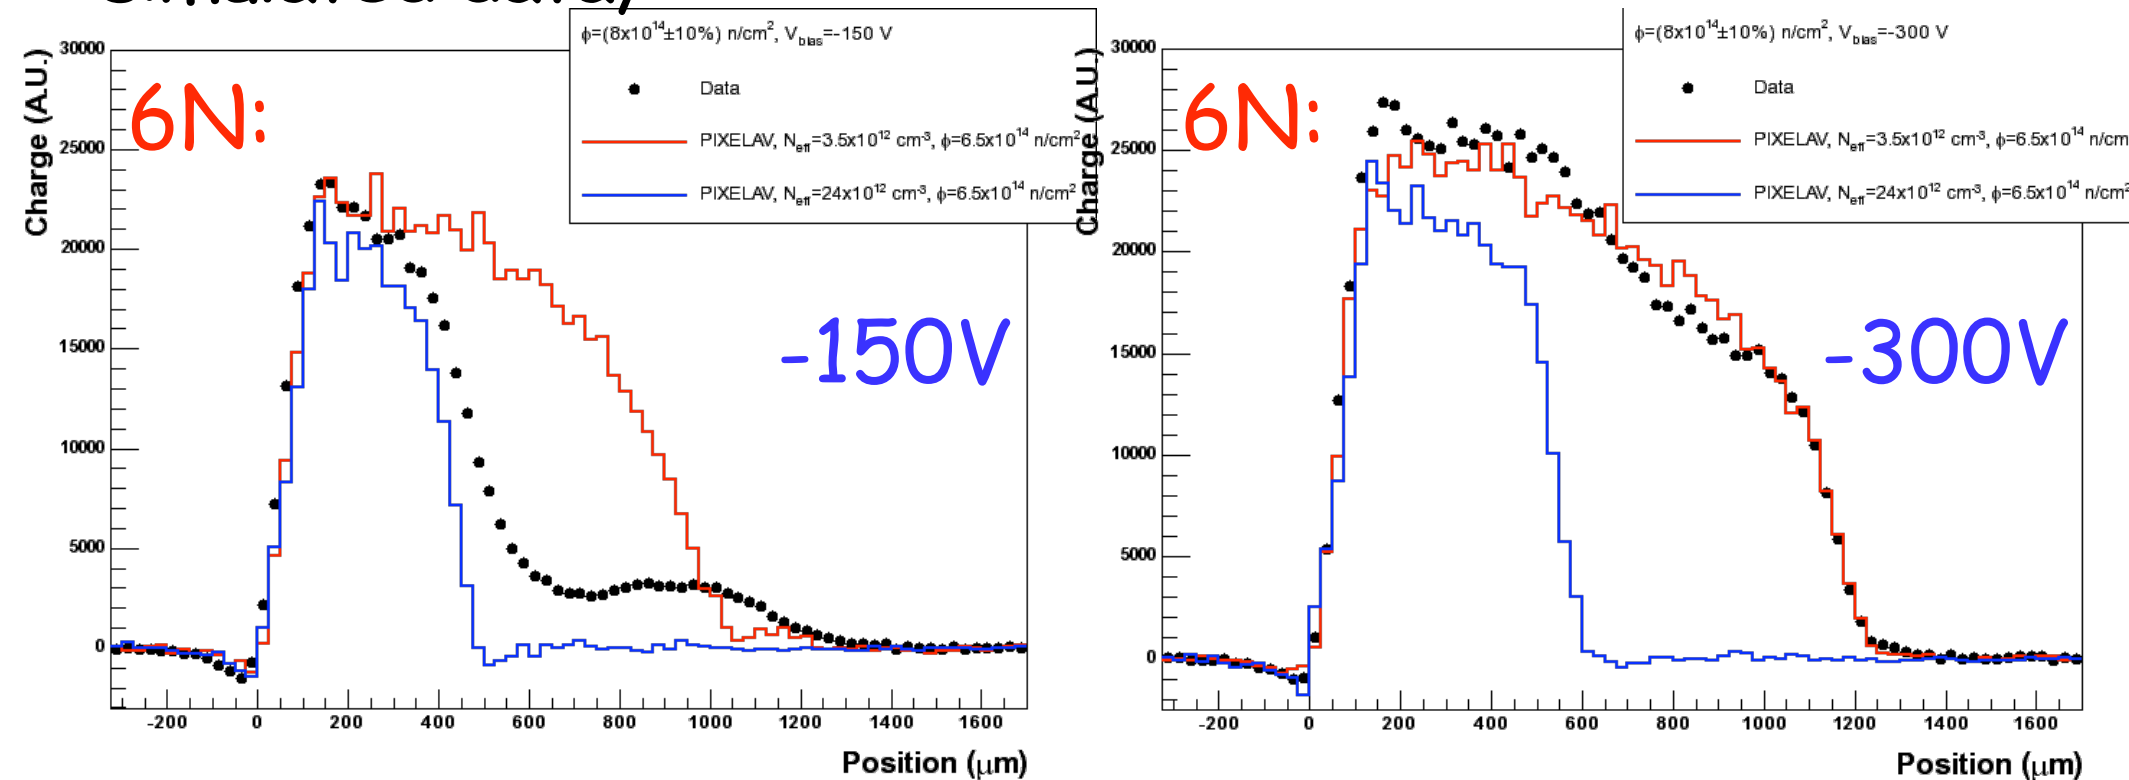 simulated data)
φ=(8x10¹⁴±10%) n/cm², V_bias=-150 V
Data
PIXELAV, N_eff=3.5x10¹² cm⁻³, φ=6.5x10¹⁴ n/cm²
PIXELAV, N_eff=24x10¹² cm⁻³, φ=6.5x10¹⁴ n/cm²
6N:
-150V
Charge (A.U.)
30000
25000
20000
15000
10000
5000
0
-200 0 200 400 600 800 1000 1200 1400 1600
Position (μm)
φ=(8x10¹⁴±10%) n/cm², V_bias=-300 V
Data
PIXELAV, N_eff=3.5x10¹² cm⁻³, φ=6.5x10¹⁴ n/cm
PIXELAV, N_eff=24x10¹² cm⁻³, φ=6.5x10¹⁴ n/cm²
6N:
-300V
Charge (A.U.)
30000
25000
20000
15000
10000
5000
0
-200 0 200 400 600 800 1000 1200 1400 1600
Position (μm)